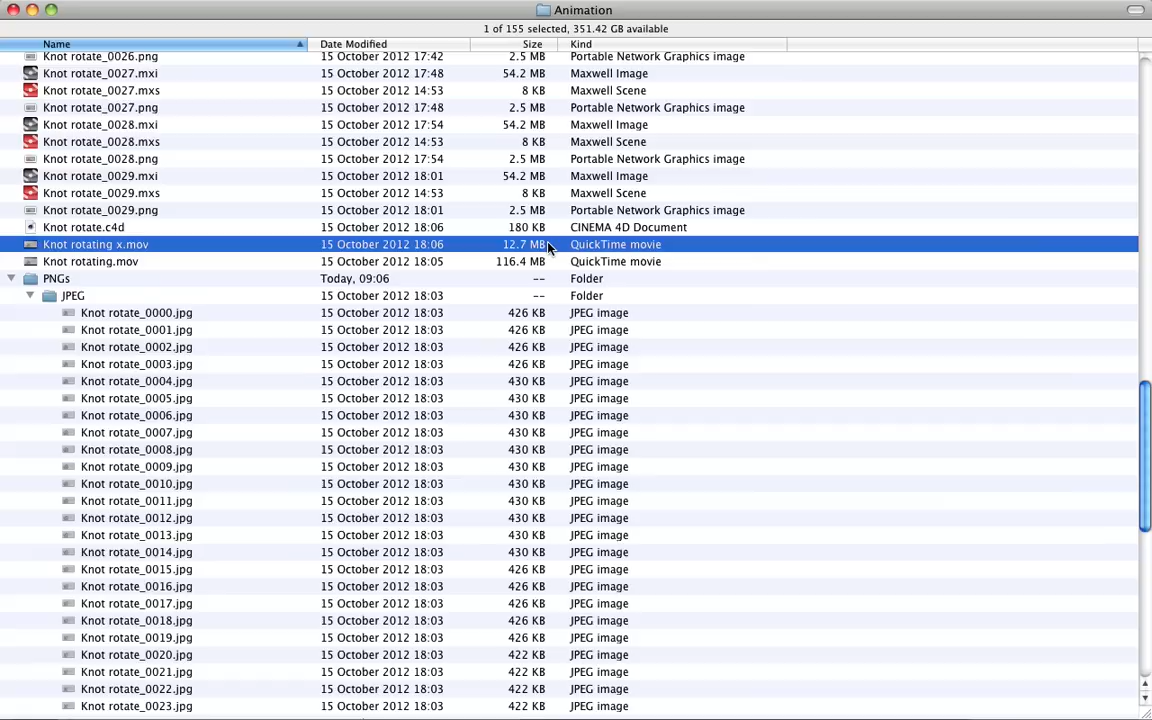 Animation
1 of 155 selected, 351.42 GB available
Name Date Modified Size Kind
Knot rotate_0026.png 15 October 2012 17:42 2.5 MB Portable Network Graphics image
Knot rotate_0027.mxi 15 October 2012 17:48 54.2 MB Maxwell Image
Knot rotate_0027.mxs 15 October 2012 14:53 8 KB Maxwell Scene
Knot rotate_0027.png 15 October 2012 17:48 2.5 MB Portable Network Graphics image
Knot rotate_0028.mxi 15 October 2012 17:54 54.2 MB Maxwell Image
Knot rotate_0028.mxs 15 October 2012 14:53 8 KB Maxwell Scene
Knot rotate_0028.png 15 October 2012 17:54 2.5 MB Portable Network Graphics image
Knot rotate_0029.mxi 15 October 2012 18:01 54.2 MB Maxwell Image
Knot rotate_0029.mxs 15 October 2012 14:53 8 KB Maxwell Scene
Knot rotate_0029.png 15 October 2012 18:01 2.5 MB Portable Network Graphics image
Knot rotate.c4d 15 October 2012 18:06 180 KB CINEMA 4D Document
Knot rotating x.mov 15 October 2012 18:06 12.7 MB QuickTime movie
Knot rotating.mov 15 October 2012 18:05 116.4 MB QuickTime movie
PNGs Today, 09:06 -- Folder
JPEG 15 October 2012 18:03 -- Folder
Knot rotate_0000.jpg 15 October 2012 18:03 426 KB JPEG image
Knot rotate_0001.jpg 15 October 2012 18:03 426 KB JPEG image
Knot rotate_0002.jpg 15 October 2012 18:03 426 KB JPEG image
Knot rotate_0003.jpg 15 October 2012 18:03 426 KB JPEG image
Knot rotate_0004.jpg 15 October 2012 18:03 430 KB JPEG image
Knot rotate_0005.jpg 15 October 2012 18:03 430 KB JPEG image
Knot rotate_0006.jpg 15 October 2012 18:03 430 KB JPEG image
Knot rotate_0007.jpg 15 October 2012 18:03 430 KB JPEG image
Knot rotate_0008.jpg 15 October 2012 18:03 430 KB JPEG image
Knot rotate_0009.jpg 15 October 2012 18:03 430 KB JPEG image
Knot rotate_0010.jpg 15 October 2012 18:03 430 KB JPEG image
Knot rotate_0011.jpg 15 October 2012 18:03 430 KB JPEG image
Knot rotate_0012.jpg 15 October 2012 18:03 430 KB JPEG image
Knot rotate_0013.jpg 15 October 2012 18:03 430 KB JPEG image
Knot rotate_0014.jpg 15 October 2012 18:03 430 KB JPEG image
Knot rotate_0015.jpg 15 October 2012 18:03 426 KB JPEG image
Knot rotate_0016.jpg 15 October 2012 18:03 426 KB JPEG image
Knot rotate_0017.jpg 15 October 2012 18:03 426 KB JPEG image
Knot rotate_0018.jpg 15 October 2012 18:03 426 KB JPEG image
Knot rotate_0019.jpg 15 October 2012 18:03 426 KB JPEG image
Knot rotate_0020.jpg 15 October 2012 18:03 422 KB JPEG image
Knot rotate_0021.jpg 15 October 2012 18:03 422 KB JPEG image
Knot rotate_0022.jpg 15 October 2012 18:03 422 KB JPEG image
Knot rotate_0023.jpg 15 October 2012 18:03 422 KB JPEG image